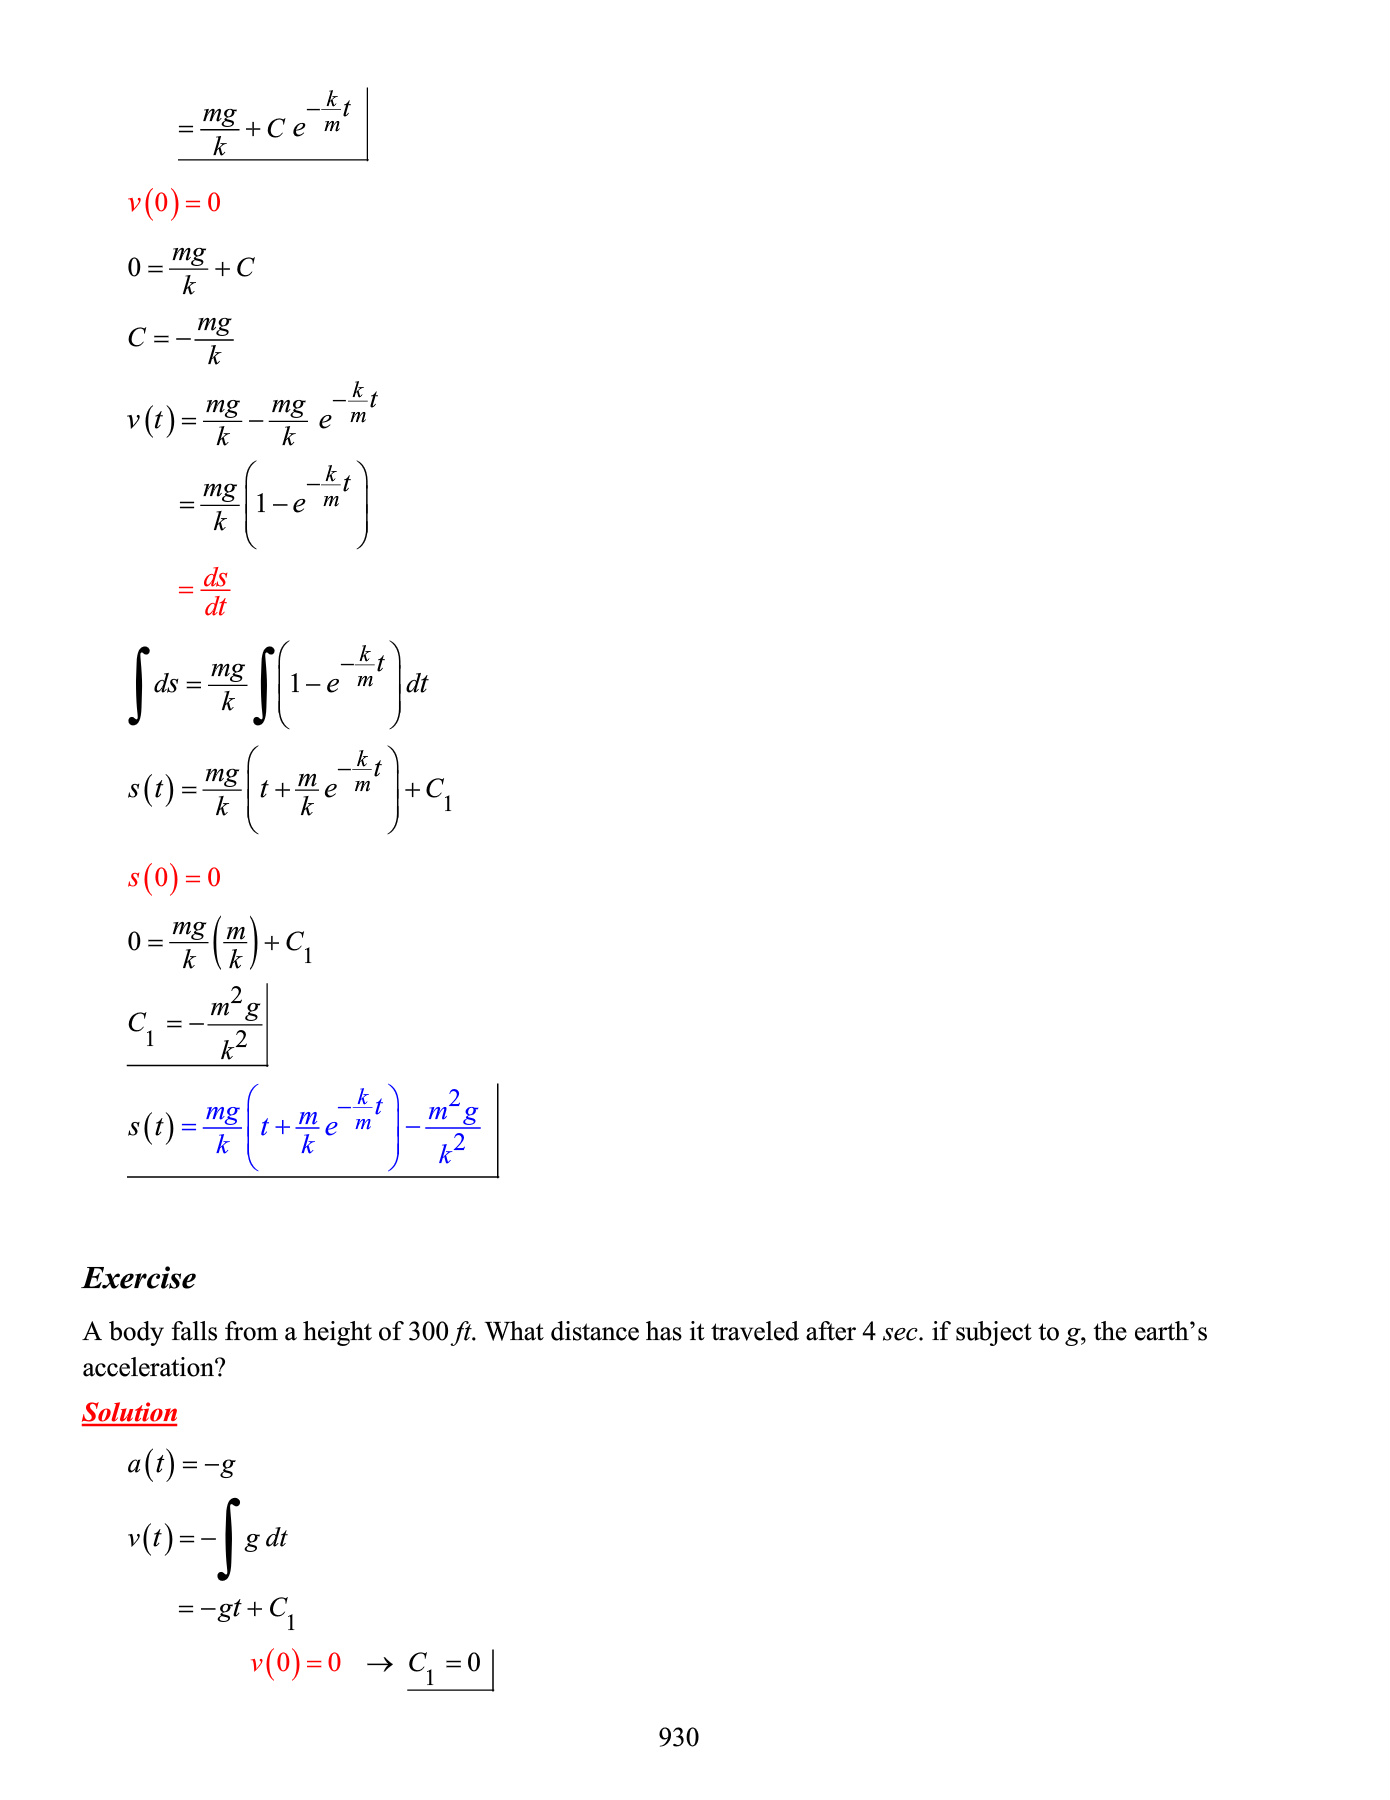 = \frac{mg}{k} + C e^{-\frac{k}{m}t}
v(0) = 0
0 = \frac{mg}{k} + C
C = -\frac{mg}{k}
v(t) = \frac{mg}{k} - \frac{mg}{k} e^{-\frac{k}{m}t}
= \frac{mg}{k} \left( 1 - e^{-\frac{k}{m}t} \right)
= \frac{ds}{dt}
\int ds = \frac{mg}{k} \int \left( 1 - e^{-\frac{k}{m}t} \right) dt
s(t) = \frac{mg}{k} \left( t + \frac{m}{k} e^{-\frac{k}{m}t} \right) + C_1
s(0) = 0
0 = \frac{mg}{k} \left( \frac{m}{k} \right) + C_1
C_1 = -\frac{m^2 g}{k^2}
s(t) = \frac{mg}{k} \left( t + \frac{m}{k} e^{-\frac{k}{m}t} \right) - \frac{m^2 g}{k^2}
Exercise
A body falls from a height of 300 ft. What distance has it traveled after 4 sec. if subject to g, the earth’s
acceleration?
Solution
a(t) = -g
v(t) = -\int g dt
= -gt + C_1
v(0) = 0 → C_1 = 0
930